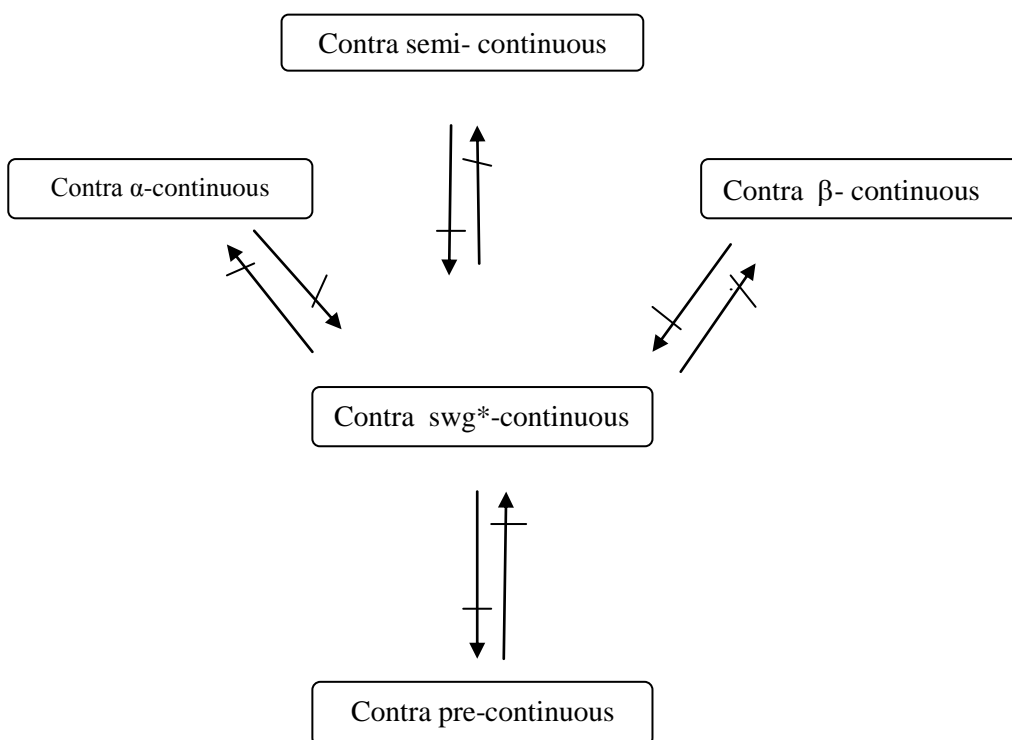 Contra semi- continuous
Contra α-continuous
Contra β- continuous
Contra swg*-continuous
Contra pre-continuous